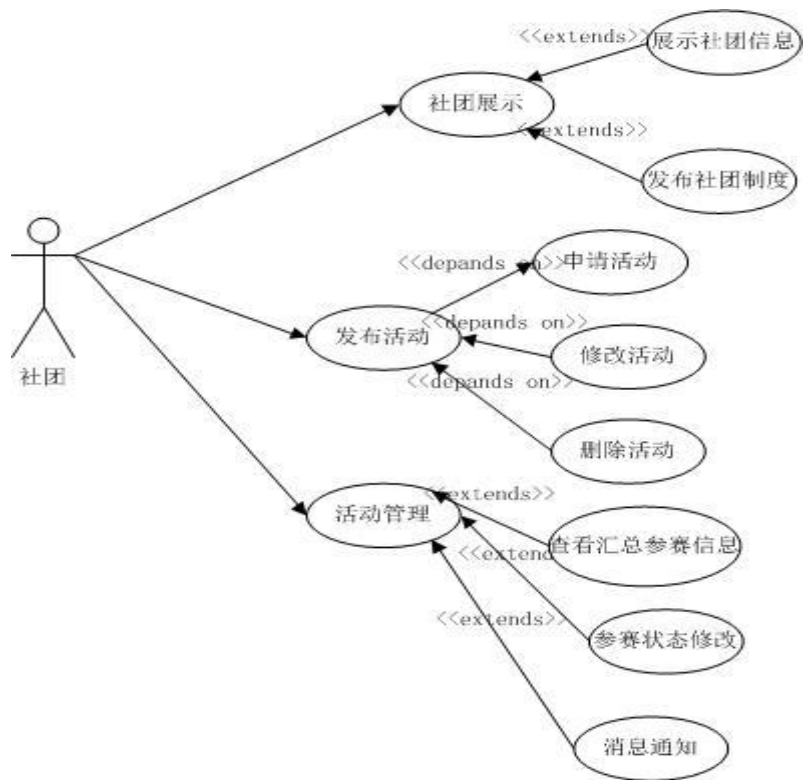 <<extends>>
展示社团信息
社团展示
<<extends>>
发布社团制度
<<depands on>>
申请活动
<<depands on>>
发布活动
修改活动
社团
<<depands on>>
删除活动
<<extends>>
活动管理
查看汇总参赛信息
<<extend
<<extends>>
参赛状态修改
消息通知